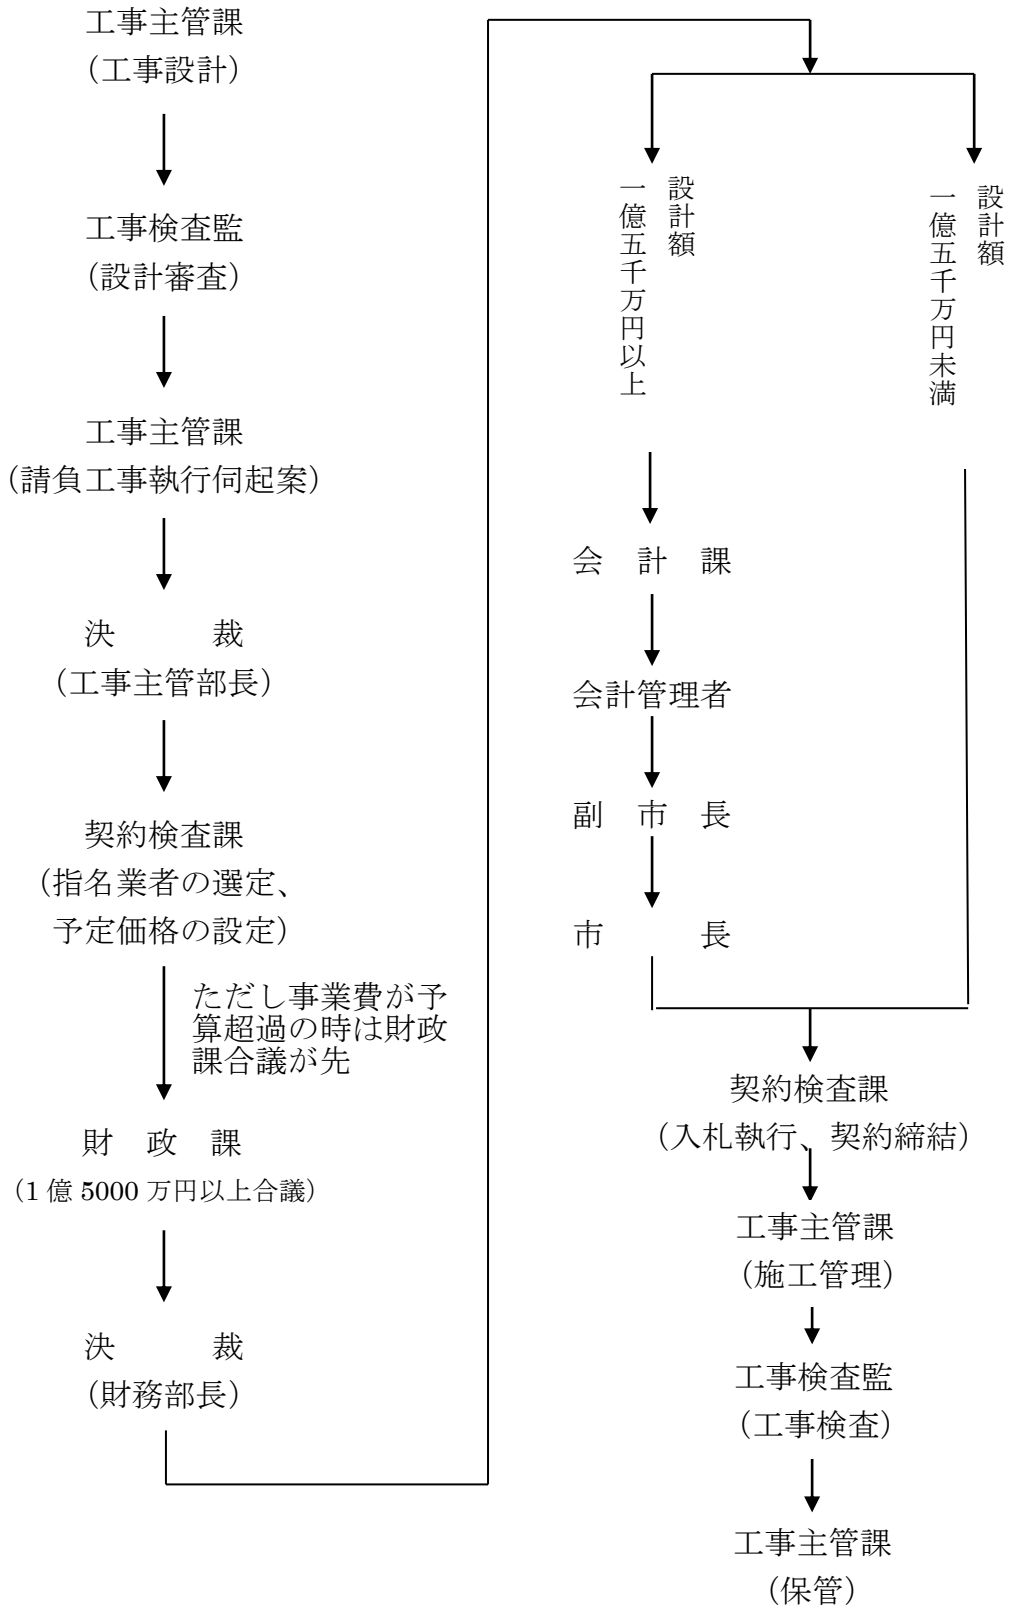 工事主管課
（工事設計）
工事検査監
（設計審査）
工事主管課
（請負工事執行伺起案）
決　　　裁
（工事主管部長）
契約検査課
（指名業者の選定、
予定価格の設定）
ただし事業費が予
算超過の時は財政
課合議が先
財　政　課
（1億5000万円以上合議）
決　　　裁
（財務部長）
設計額
一億五千万円以上
設計額
一億五千万円未満
会　計　課
会計管理者
副　市　長
市　　　長
契約検査課
（入札執行、契約締結）
工事主管課
（施工管理）
工事検査監
（工事検査）
工事主管課
（保管）